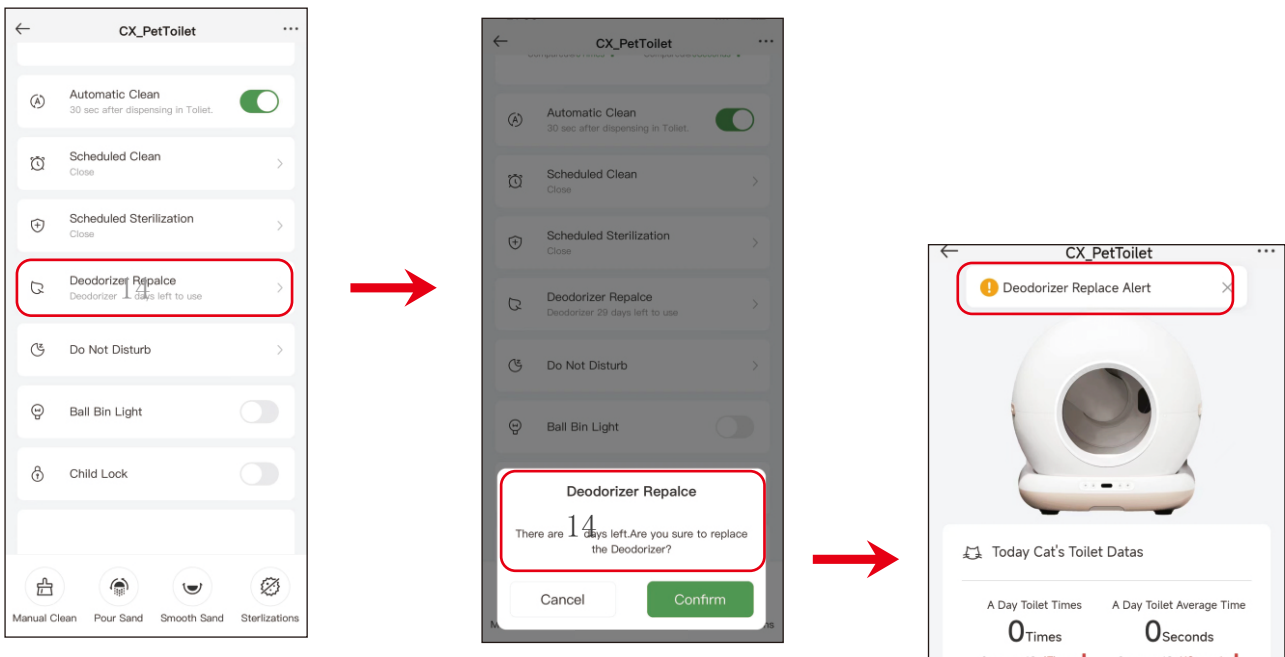 CX_PetToilet
Automatic Clean
30 sec after dispensing in Toliet.
Scheduled Clean
Close
Scheduled Sterilization
Close
Deodorizer Repalce
Deodorizer 14 days left to use
Do Not Disturb
Ball Bin Light
Child Lock
Manual Clean
Pour Sand
Smooth Sand
Sterlizations
CX_PetToilet
Automatic Clean
30 sec after dispensing in Toliet.
Scheduled Clean
Close
Scheduled Sterilization
Close
Deodorizer Repalce
Deodorizer 29 days left to use
Do Not Disturb
Ball Bin Light
Deodorizer Repalce
There are 14 days left.Are you sure to replace
the Deodorizer?
Cancel
Confirm
CX_PetToilet
Deodorizer Replace Alert
Today Cat's Toilet Datas
A Day Toilet Times
A Day Toilet Average Time
0Times
0Seconds